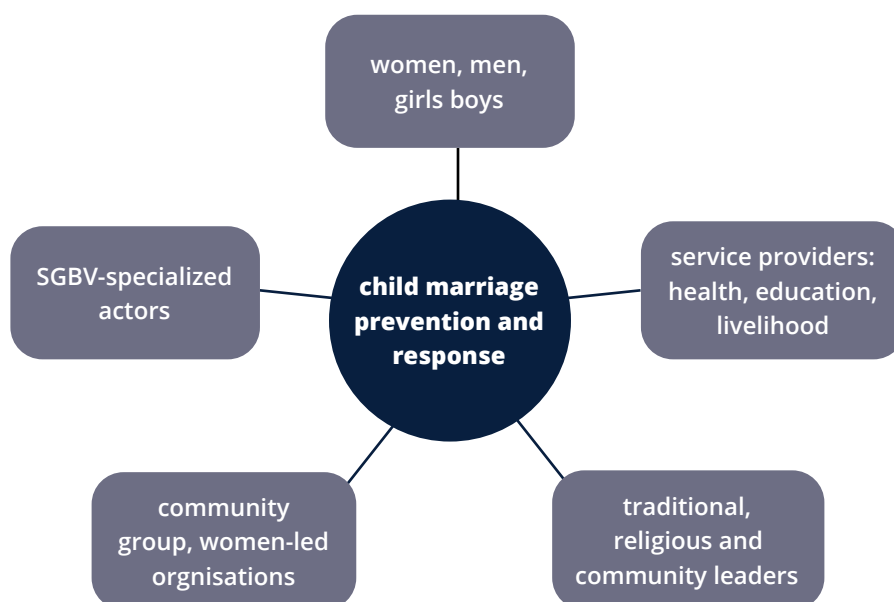 women, men,
girls boys
SGBV-specialized
actors
child marriage
prevention and
response
service providers:
health, education,
livelihood
community
group, women-led
orgnisations
traditional,
religious and
community leaders